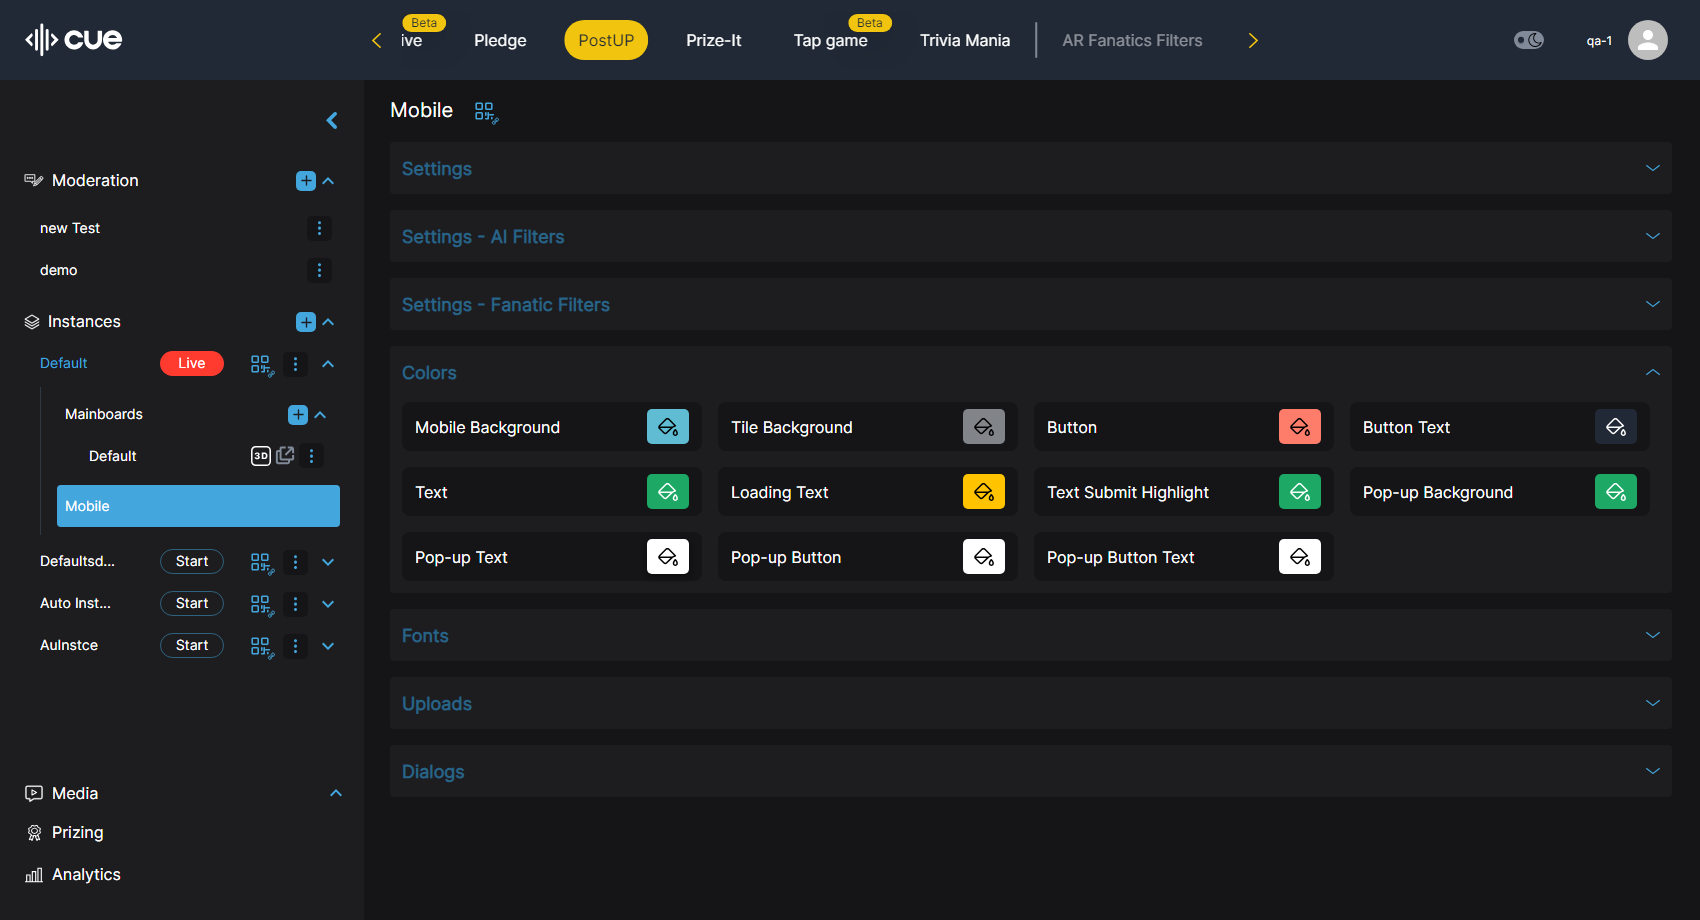 cue
Beta
ive
Pledge
PostUP
Prize-It
Beta
Tap game
Trivia Mania
AR Fanatics Filters
qa-1
Moderation
new Test
demo
Instances
Default
Live
Mainboards
Default
3D
Mobile
Defaultsd...
Start
Auto Inst...
Start
AuInstce
Start
Media
Prizing
Analytics
Mobile
Settings
Settings - AI Filters
Settings - Fanatic Filters
Colors
Mobile Background
Tile Background
Button
Button Text
Text
Loading Text
Text Submit Highlight
Pop-up Background
Pop-up Text
Pop-up Button
Pop-up Button Text
Fonts
Uploads
Dialogs